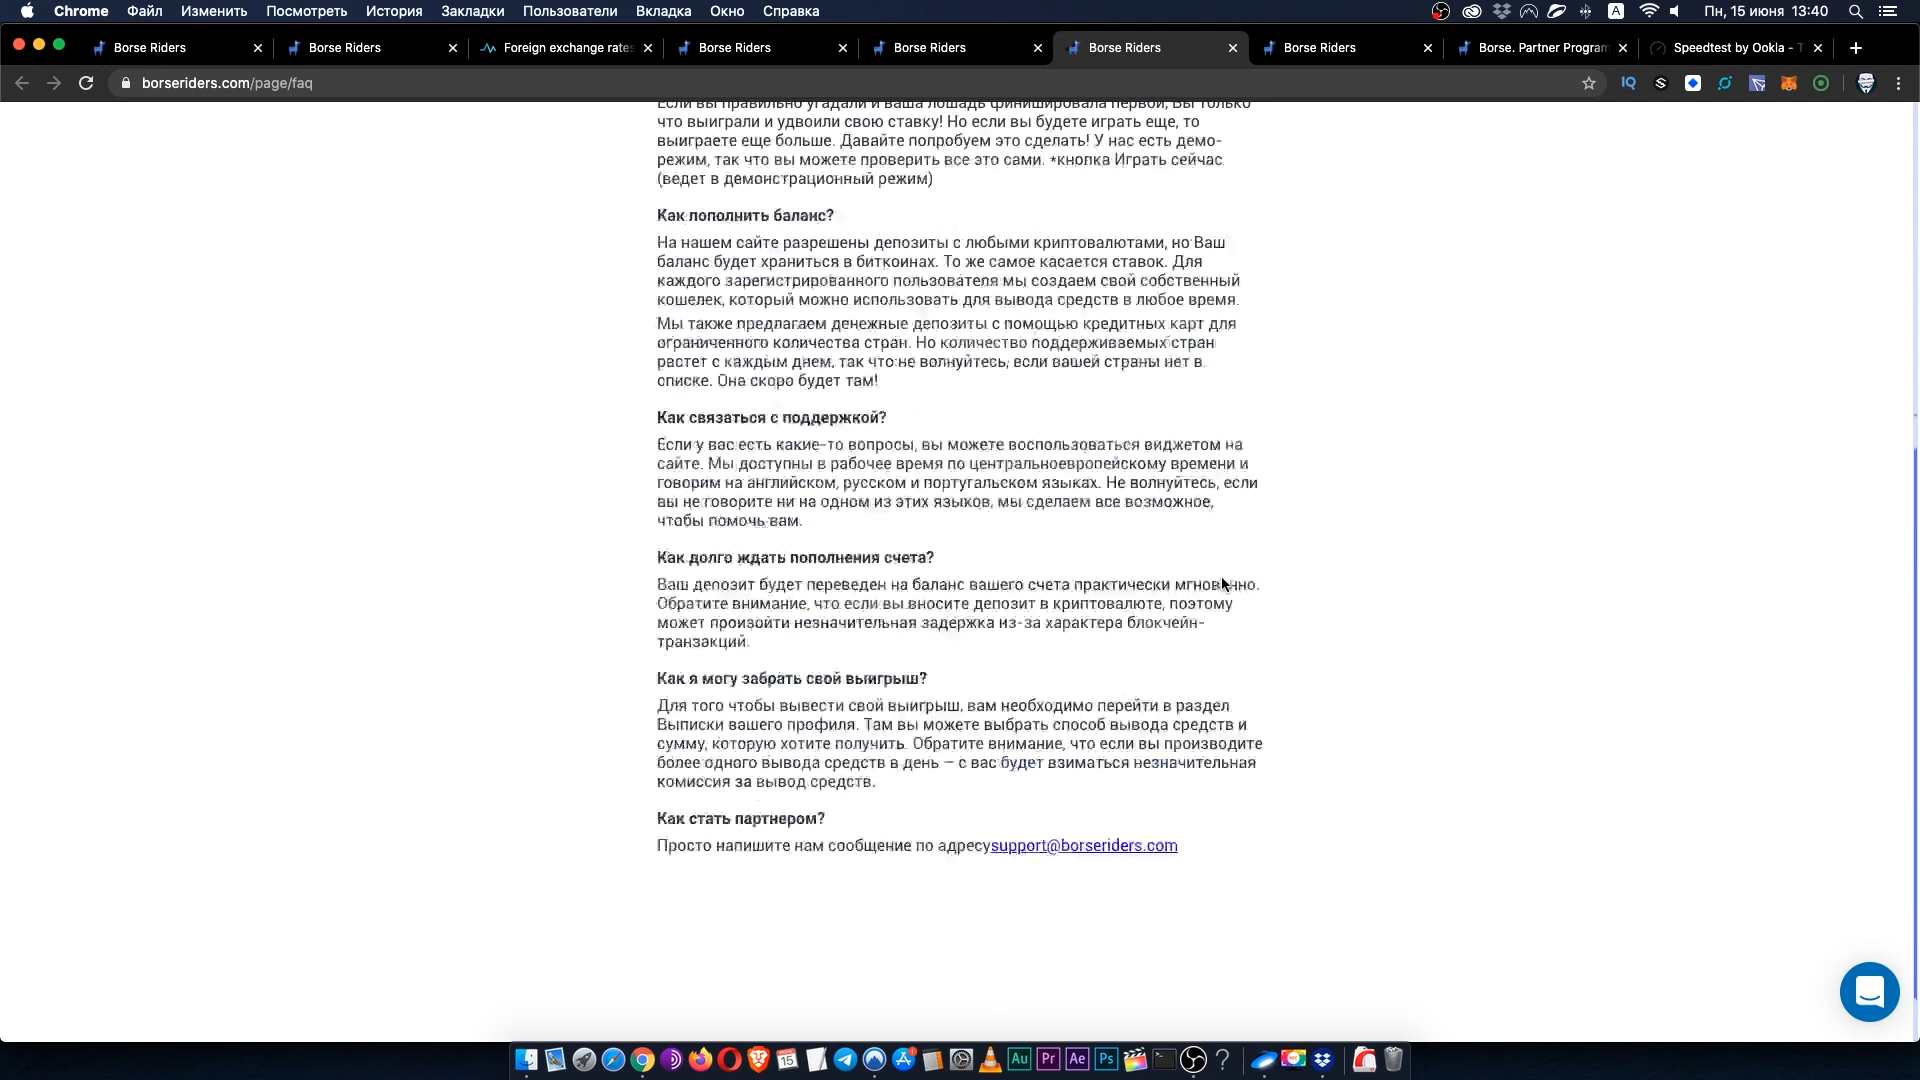 Chrome Файл Изменить Посмотреть История Закладки Пользователи Вкладка Окно Справка
A Пн, 15 июня 13:40
Borse Riders Borse Riders Foreign exchange rates Borse Riders Borse Riders Borse Riders Borse Riders Borse. Partner Program Speedtest by Ookla - T
borseriders.com/page/faq
Если вы правильно угадали и ваша лошадь финишировала первой, Вы только
что выиграли и удвоили свою ставку! Но если вы будете играть еще, то
выиграете еще больше. Давайте попробуем это сделать! У нас есть демо-
режим, так что вы можете проверить все это сами. *кнопка Играть сейчас
(ведет в демонстрационный режим)
Как пополнить баланс?
На нашем сайте разрешены депозиты с любыми криптовалютами, но Ваш
баланс будет храниться в биткоинах. То же самое касается ставок. Для
каждого зарегистрированного пользователя мы создаем свой собственный
кошелек, который можно использовать для вывода средств в любое время.
Мы также предлагаем денежные депозиты с помощью кредитных карт для
ограниченного количества стран. Но количество поддерживаемых стран
растет с каждым днем, так что не волнуйтесь, если вашей страны нет в
списке. Она скоро будет там!
Как связаться с поддержкой?
Если у вас есть какие-то вопросы, вы можете воспользоваться виджетом на
сайте. Мы доступны в рабочее время по центральноевропейскому времени и
говорим на английском, русском и португальском языках. Не волнуйтесь, если
вы не говорите ни на одном из этих языков, мы сделаем все возможное,
чтобы помочь вам.
Как долго ждать пополнения счета?
Ваш депозит будет переведен на баланс вашего счета практически мгновенно.
Обратите внимание, что если вы вносите депозит в криптовалюте, поэтому
может произойти незначительная задержка из-за характера блокчейн-
транзакций.
Как я могу забрать свой выигрыш?
Для того чтобы вывести свой выигрыш, вам необходимо перейти в раздел
Выписки вашего профиля. Там вы можете выбрать способ вывода средств и
сумму, которую хотите получить. Обратите внимание, что если вы производите
более одного вывода средств в день – с вас будет взиматься незначительная
комиссия за вывод средств.
Как стать партнером?
Просто напишите нам сообщение по адресуsupport@borseriders.com
15 Au Pr Ae Ps